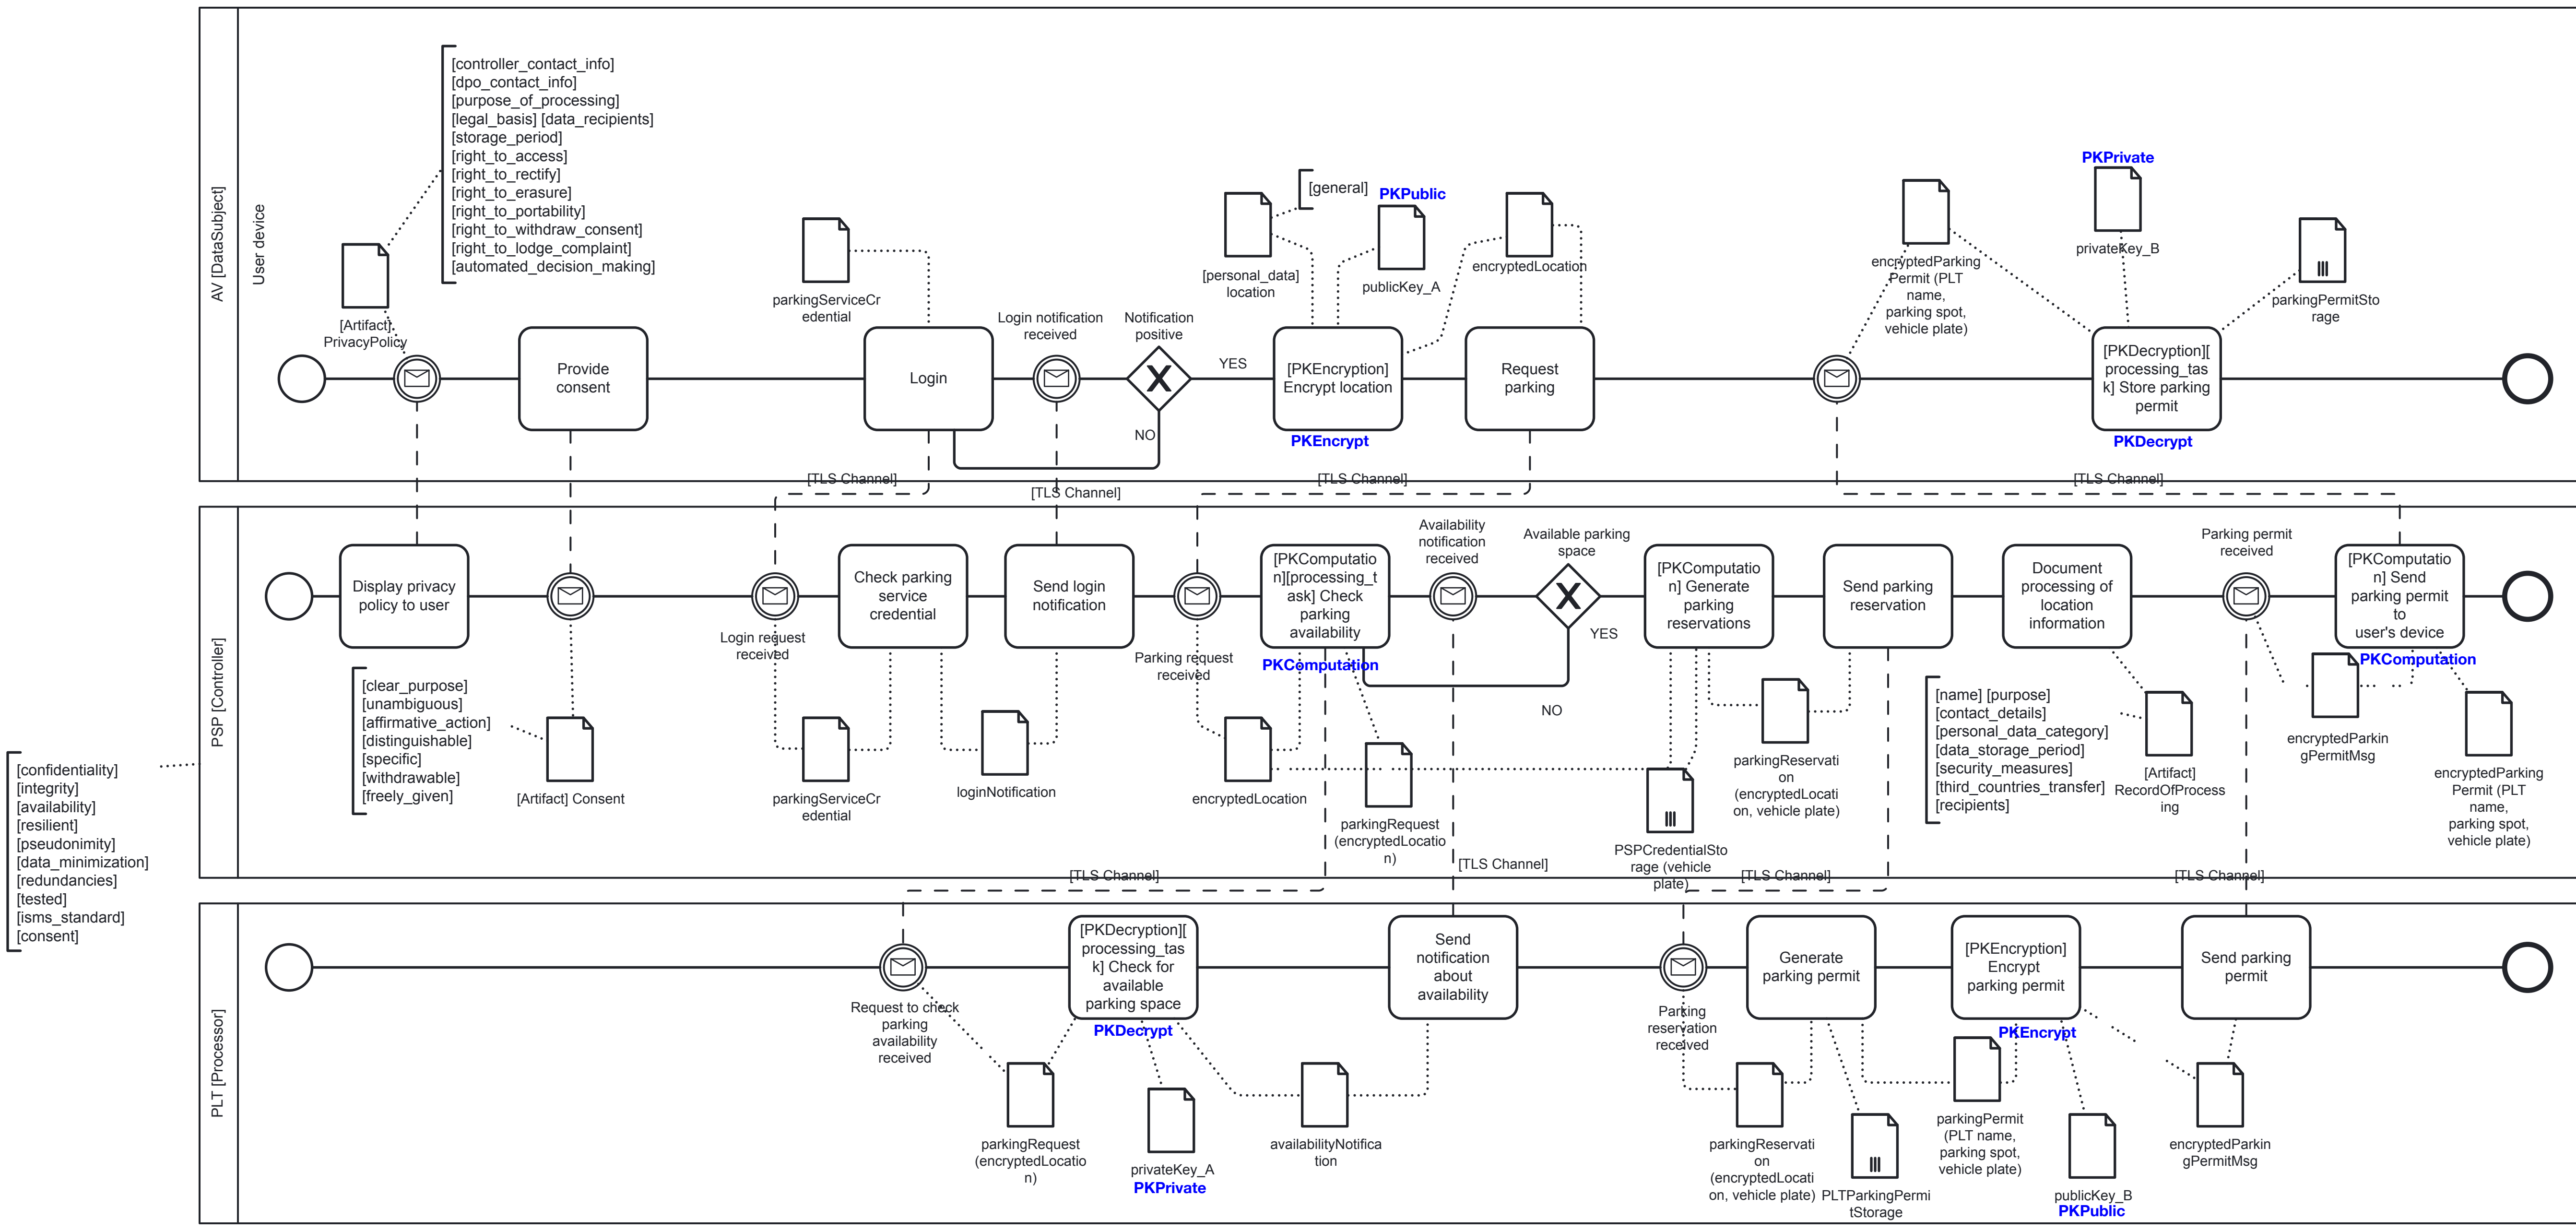 AV [DataSubject]
User device
[controller_contact_info]
[dpo_contact_info]
[purpose_of_processing]
[legal_basis] [data_recipients]
[storage_period]
[right_to_access]
[right_to_rectify]
[right_to_erasure]
[right_to_portability]
[right_to_withdraw_consent]
[right_to_lodge_complaint]
[automated_decision_making]
[Artifact]
PrivacyPolicy
Provide
consent
parkingServiceCr
edential
Login
Login notification
received
Notification
positive
YES
NO
[general]
[personal_data]
location
PKPublic
publicKey_A
encryptedLocation
[PKEncryption]
Encrypt location
PKEncrypt
Request
parking
encryptedParking
Permit (PLT
name,
parking spot,
vehicle plate)
PKPrivate
privateKey_B
parkingPermitSto
rage
[PKDecryption][
processing_tas
k] Store parking
permit
PKDecrypt
[TLS Channel]
[TLS Channel]
[TLS Channel]
[TLS Channel]
PSP [Controller]
[confidentiality]
[integrity]
[availability]
[resilient]
[pseudonimity]
[data_minimization]
[redundancies]
[tested]
[isms_standard]
[consent]
Display privacy
policy to user
[clear_purpose]
[unambiguous]
[affirmative_action]
[distinguishable]
[specific]
[withdrawable]
[freely_given]
[Artifact] Consent
Login request
received
Check parking
service
credential
parkingServiceCr
edential
Send login
notification
loginNotification
Parking request
received
encryptedLocation
[PKComputatio
n][processing_t
ask] Check
parking
availability
PKComputation
parkingRequest
(encryptedLocatio
n)
Availability
notification
received
Available parking
space
YES
NO
[PKComputatio
n] Generate
parking
reservations
PSPCredentialSto
rage (vehicle
plate)
parkingReservati
on
(encryptedLocati
on, vehicle plate)
Send parking
reservation
Document
processing of
location
information
[name] [purpose]
[contact_details]
[personal_data_category]
[data_storage_period]
[security_measures]
[third_countries_transfer]
[recipients]
[Artifact]
RecordOfProcess
ing
Parking permit
received
encryptedParkin
gPermitMsg
[PKComputatio
n] Send
parking permit
to
user's device
PKComputation
encryptedParking
Permit (PLT
name,
parking spot,
vehicle plate)
[TLS Channel]
[TLS Channel]
[TLS Channel]
[TLS Channel]
PLT [Processor]
Request to check
parking
availability
received
parkingRequest
(encryptedLocatio
n)
[PKDecryption][
processing_tas
k] Check for
available
parking space
PKDecrypt
privateKey_A
PKPrivate
availabilityNotifica
tion
Send
notification
about
availability
Parking
reservation
received
parkingReservati
on
(encryptedLocati
on, vehicle plate)
Generate
parking permit
PLTParkingPermi
tStorage
parkingPermit
(PLT name,
parking spot,
vehicle plate)
[PKEncryption]
Encrypt
parking permit
PKEncrypt
publicKey_B
PKPublic
encryptedParkin
gPermitMsg
Send parking
permit